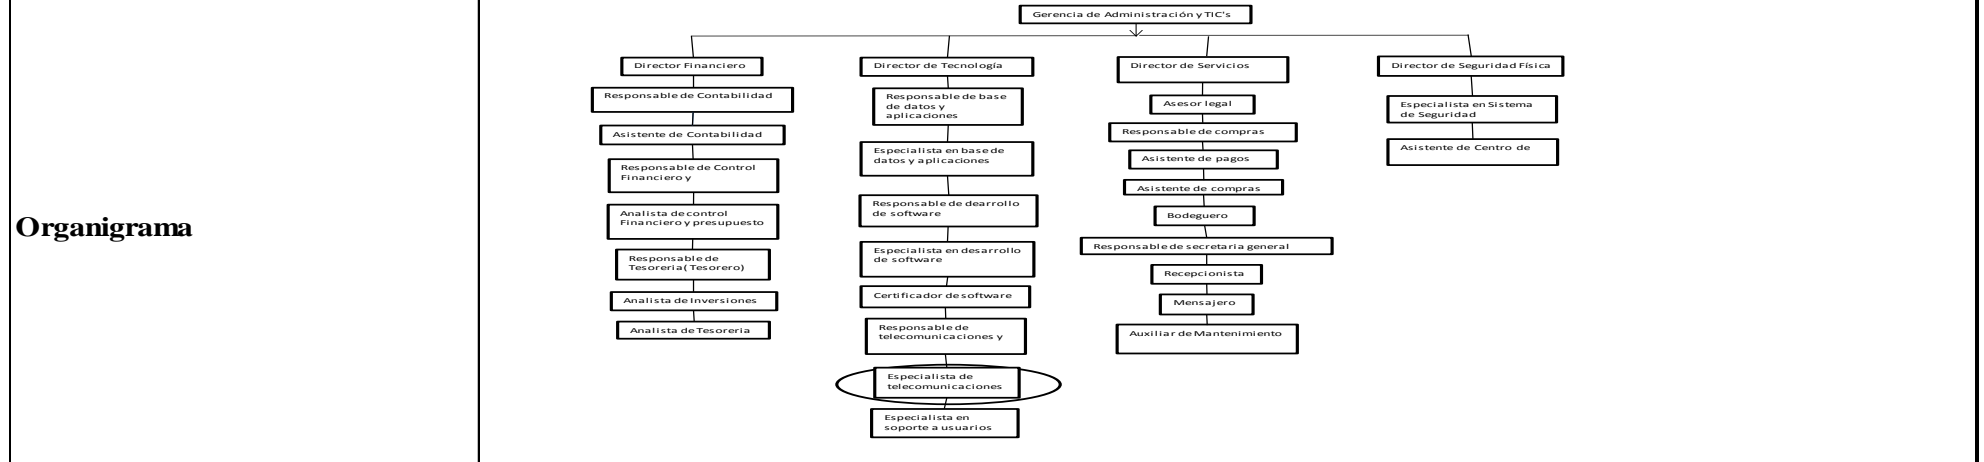 Organigrama
Gerencia de Administración y TIC's
Director Financiero
Responsable de Contabilidad
Asistente de Contabilidad
Responsable de Control
Financiero y
Analista de control
Financiero y presupuesto
Responsable de
Tesoreria( Tesorero)
Analista de Inversiones
Analista de Tesoreria
Director de Tecnología
Responsable de base
de datos y
aplicaciones
Especialista en base de
datos y aplicaciones
Responsable de dearrollo
de software
Especialista en desarrollo
de software
Certificador de software
Responsable de
telecomunicaciones y
Especialista de
telecomunicaciones
Especialista en
soporte a usuarios
Director de Servicios
Asesor legal
Responsable de compras
Asistente de pagos
Asistente de compras
Bodeguero
Responsable de secretaria general
Recepcionista
Mensajero
Auxiliar de Mantenimiento
Director de Seguridad Física
Especialista en Sistema
de Seguridad
Asistente de Centro de